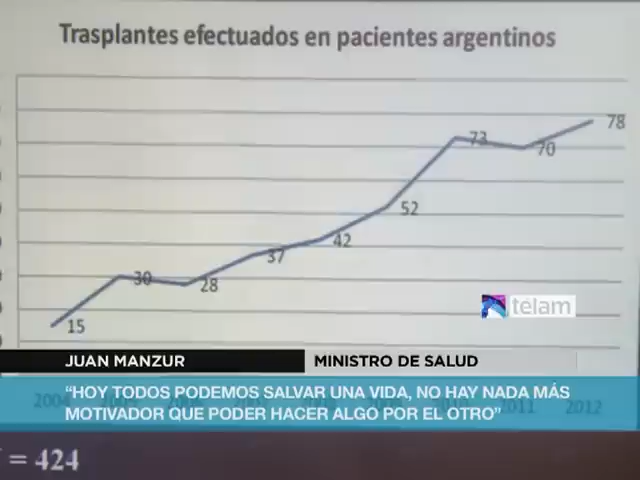 Trasplantes efectuados en pacientes argentinos
78
73
70
52
42
37
30
28
15
télam
JUAN MANZUR MINISTRO DE SALUD
“HOY TODOS PODEMOS SALVAR UNA VIDA, NO HAY NADA MÁS
MOTIVADOR QUE PODER HACER ALGO POR EL OTRO”
2004 2010 2011 2012
= 424